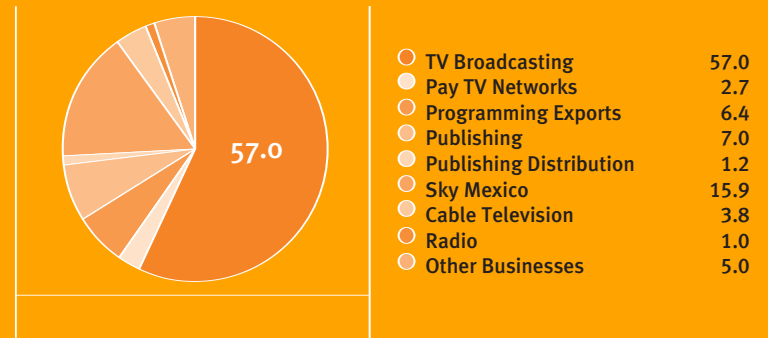 57.0
TV Broadcasting 57.0
Pay TV Networks 2.7
Programming Exports 6.4
Publishing 7.0
Publishing Distribution 1.2
Sky Mexico 15.9
Cable Television 3.8
Radio 1.0
Other Businesses 5.0